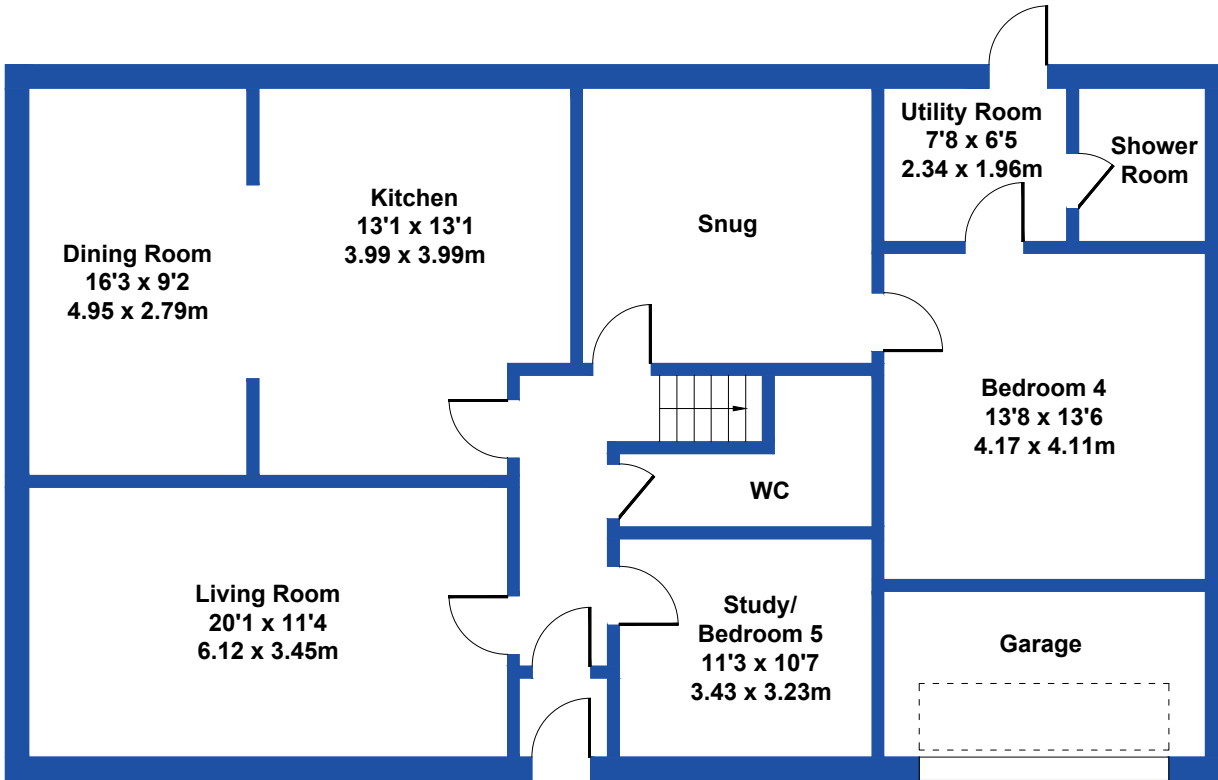 Utility Room
7'8 x 6'5
2.34 x 1.96m
Shower
Room
Kitchen
13'1 x 13'1
3.99 x 3.99m
Snug
Dining Room
16'3 x 9'2
4.95 x 2.79m
Bedroom 4
13'8 x 13'6
4.17 x 4.11m
WC
Living Room
20'1 x 11'4
6.12 x 3.45m
Study/
Bedroom 5
11'3 x 10'7
3.43 x 3.23m
Garage